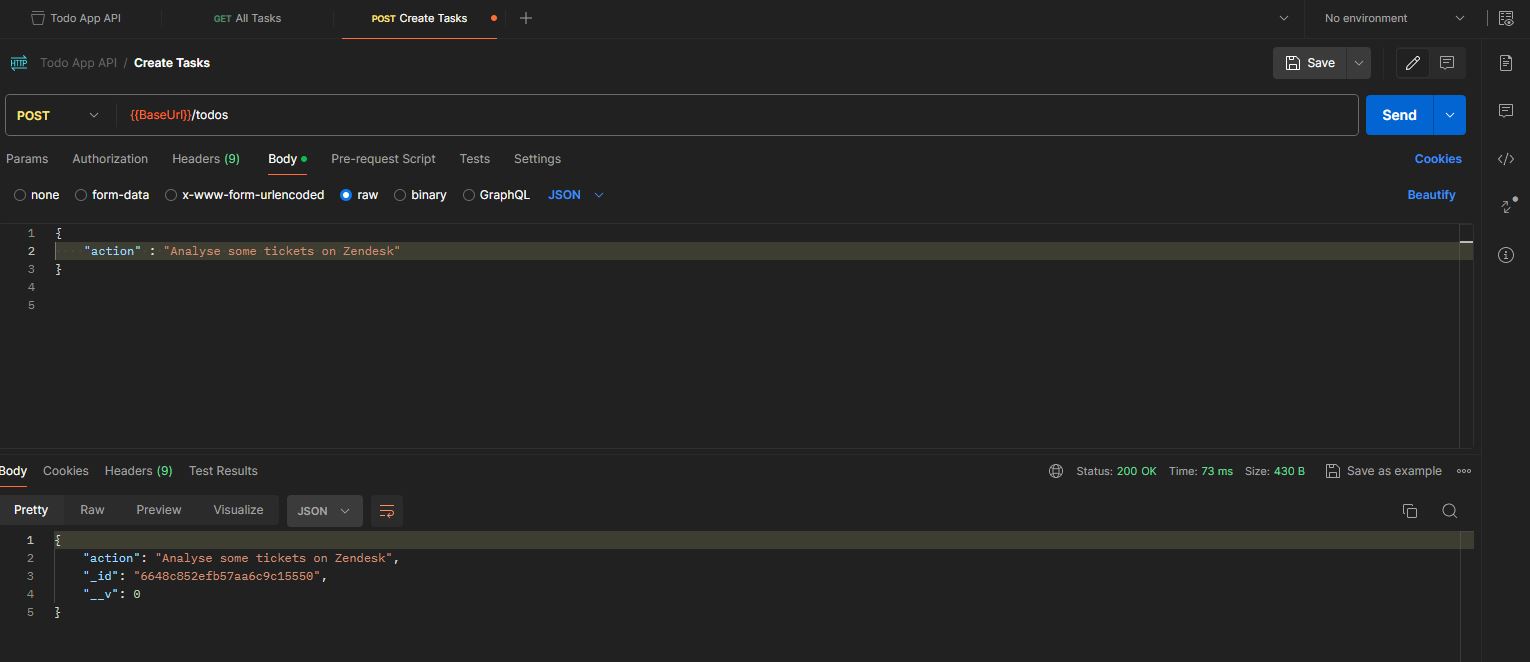 Todo App API GET All Tasks POST Create Tasks No environment
HTTP Todo App API / Create Tasks Save
POST {{BaseUrl}}/todos Send
Params Authorization Headers (9) Body Pre-request Script Tests Settings Cookies
none form-data x-www-form-urlencoded raw binary GraphQL JSON Beautify
1 {
2 "action" : "Analyse some tickets on Zendesk"
3 }
4
5
Body Cookies Headers (9) Test Results Status: 200 OK Time: 73 ms Size: 430 B Save as example
Pretty Raw Preview Visualize JSON
1 {
2 "action": "Analyse some tickets on Zendesk",
3 "_id": "6648c852efb57aa6c9c15550",
4 "__v": 0
5 }